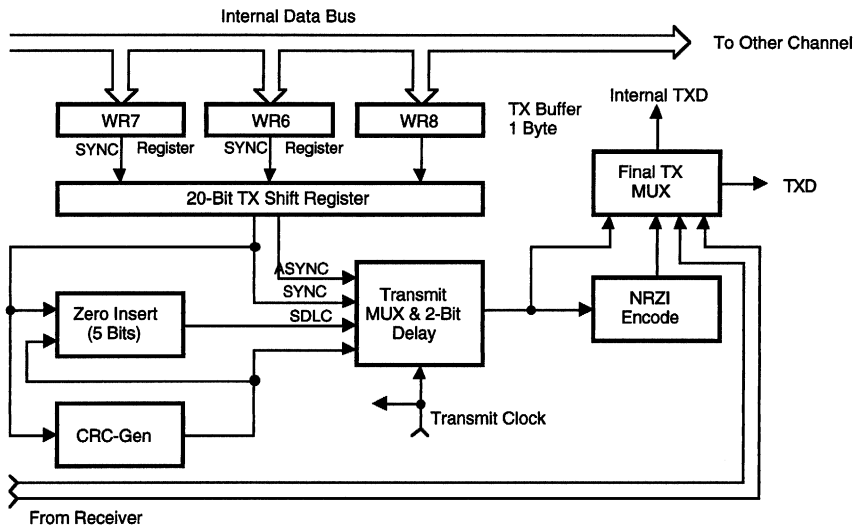 Internal Data Bus
To Other Channel
WR7
WR6
WR8
TX Buffer
1 Byte
Internal TXD
SYNC Register
SYNC Register
Final TX
MUX
TXD
20-Bit TX Shift Register
ASYNC
SYNC
SDLC
Transmit
MUX & 2-Bit
Delay
Zero Insert
(5 Bits)
NRZI
Encode
CRC-Gen
Transmit Clock
From Receiver